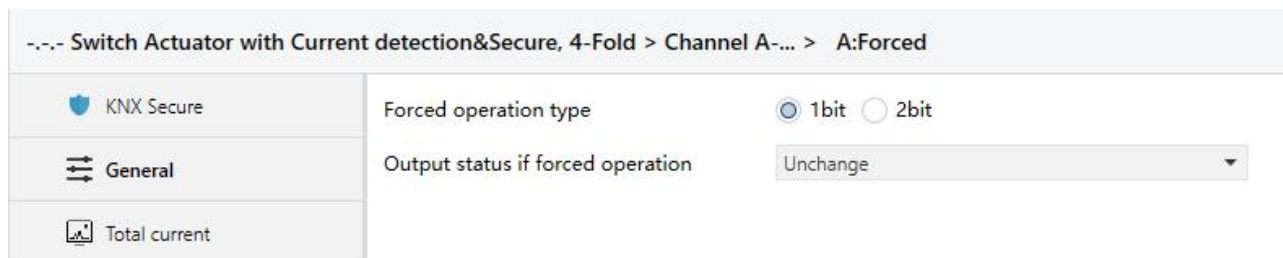 -.-.- Switch Actuator with Current detection&Secure, 4-Fold > Channel A-... > A:Forced
KNX Secure
Forced operation type 1bit 2bit
General
Output status if forced operation Unchange
Total current